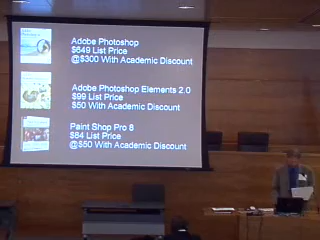 Adobe Photoshop
$649 List Price
@$300 With Academic Discount
Adobe Photoshop Elements 2.0
$99 List Price
$50 With Academic Discount
Paint Shop Pro 8
$84 List Price
@$50 With Academic Discount